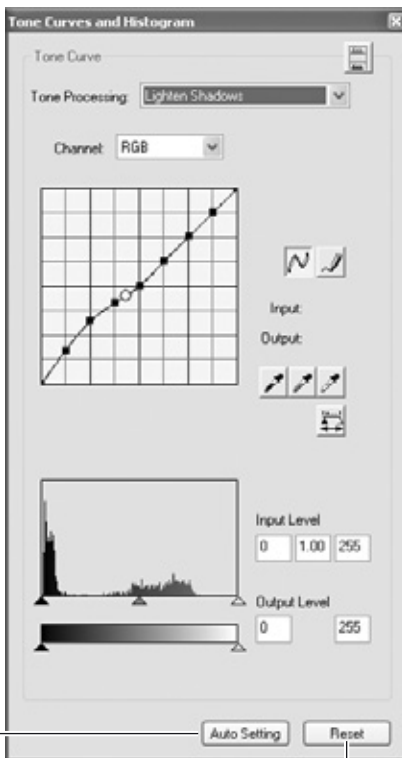 Tone Curves and Histogram
Tone Curve
Tone Processing: Lighten Shadows
Channel: RGB
Input:
Output:
Input Level
0 1.00 255
Output Level
0 255
Auto Setting Reset